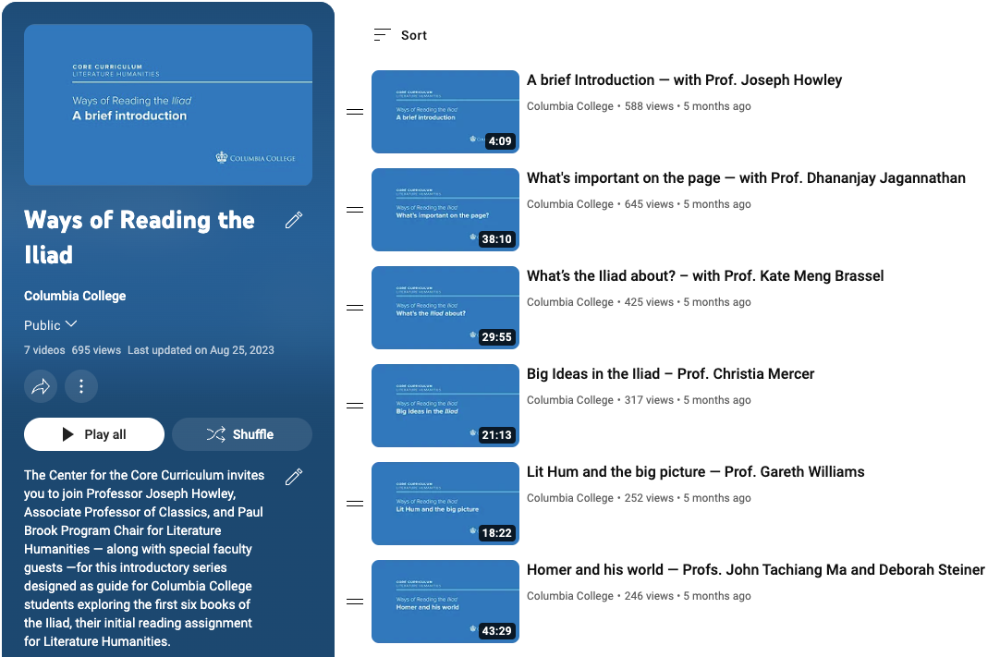 CORE CURRICULUM
LITERATURE HUMANITIES
Ways of Reading the Iliad
A brief introduction
COLUMBIA COLLEGE
Ways of Reading the
Iliad
Columbia College
Public
7 videos 695 views Last updated on Aug 25, 2023
Play all
Shuffle
The Center for the Core Curriculum invites
you to join Professor Joseph Howley,
Associate Professor of Classics, and Paul
Brook Program Chair for Literature
Humanities — along with special faculty
guests —for this introductory series
designed as guide for Columbia College
students exploring the first six books of
the Iliad, their initial reading assignment
for Literature Humanities.
Sort
CORE CURRICULUM
LITERATURE HUMANITIES
Ways of Reading the Iliad
A brief introduction
4:09
A brief Introduction — with Prof. Joseph Howley
Columbia College • 588 views • 5 months ago
CORE CURRICULUM
LITERATURE HUMANITIES
Ways of Reading the Iliad
What's important on the page?
38:10
What's important on the page — with Prof. Dhananjay Jagannathan
Columbia College • 645 views • 5 months ago
CORE CURRICULUM
LITERATURE HUMANITIES
Ways of Reading the Iliad
What's the Iliad about?
29:55
What’s the Iliad about? – with Prof. Kate Meng Brassel
Columbia College • 425 views • 5 months ago
CORE CURRICULUM
LITERATURE HUMANITIES
Ways of Reading the Iliad
Big Ideas in the Iliad
21:13
Big Ideas in the Iliad – Prof. Christia Mercer
Columbia College • 317 views • 5 months ago
CORE CURRICULUM
LITERATURE HUMANITIES
Ways of Reading the Iliad
Lit Hum and the big picture
18:22
Lit Hum and the big picture — Prof. Gareth Williams
Columbia College • 252 views • 5 months ago
CORE CURRICULUM
LITERATURE HUMANITIES
Ways of Reading the Iliad
Homer and his world
43:29
Homer and his world — Profs. John Tachiang Ma and Deborah Steiner
Columbia College • 246 views • 5 months ago